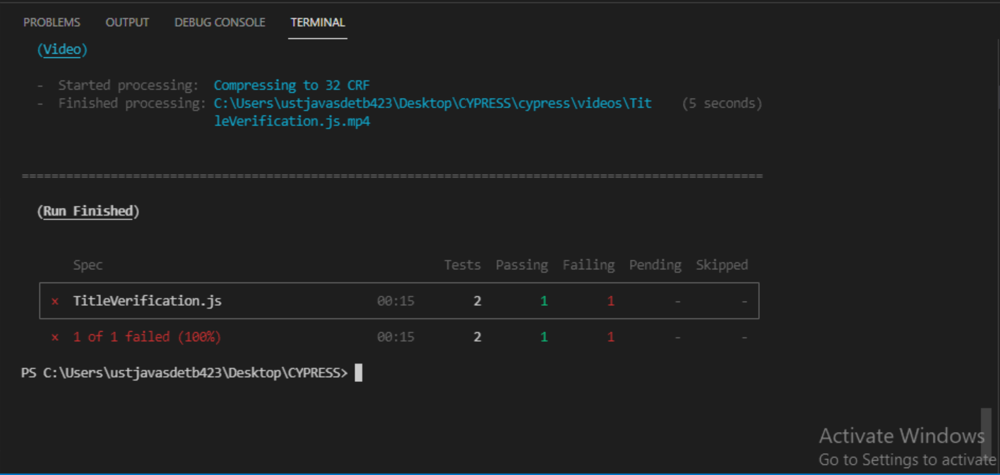 PROBLEMS OUTPUT DEBUG CONSOLE TERMINAL
(Video)
- Started processing: Compressing to 32 CRF
- Finished processing: C:\Users\ustjavasdetb423\Desktop\CYPRESS\cypress\videos\Tit (5 seconds)
leVerification.js.mp4
====================================================================================================
(Run Finished)
Spec Tests Passing Failing Pending Skipped
× TitleVerification.js 00:15 2 1 1 - -
× 1 of 1 failed (100%) 00:15 2 1 1 - -
PS C:\Users\ustjavasdetb423\Desktop\CYPRESS>
Activate Windows
Go to Settings to activate